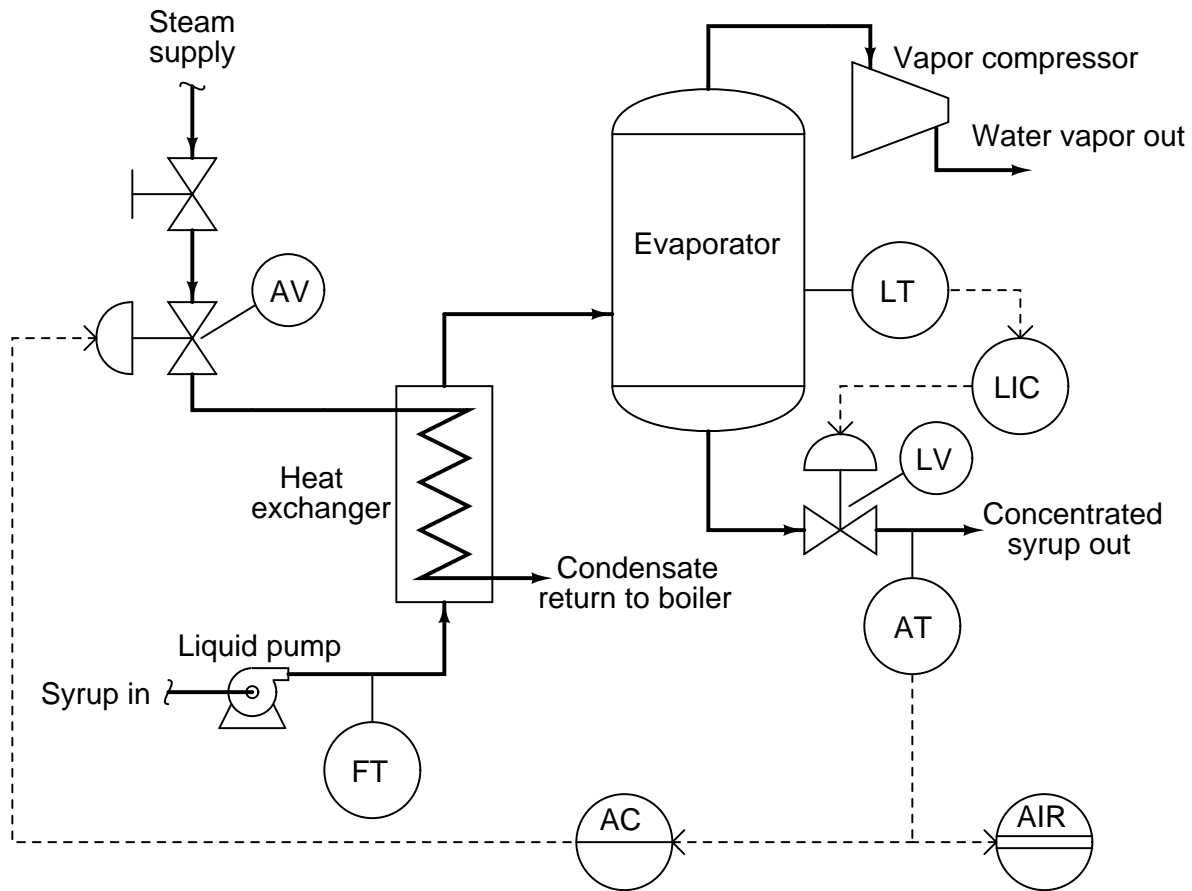 Steam
supply
Vapor compressor
Water vapor out
Evaporator
AV
LT
LIC
LV
Heat
exchanger
Concentrated
syrup out
Condensate
return to boiler
AT
Liquid pump
Syrup in
FT
AC
AIR